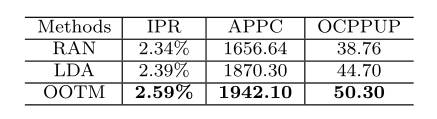 Methods IPR APPC OCPPUP
RAN 2.34% 1656.64 38.76
LDA 2.39% 1870.30 44.70
OOTM 2.59% 1942.10 50.30